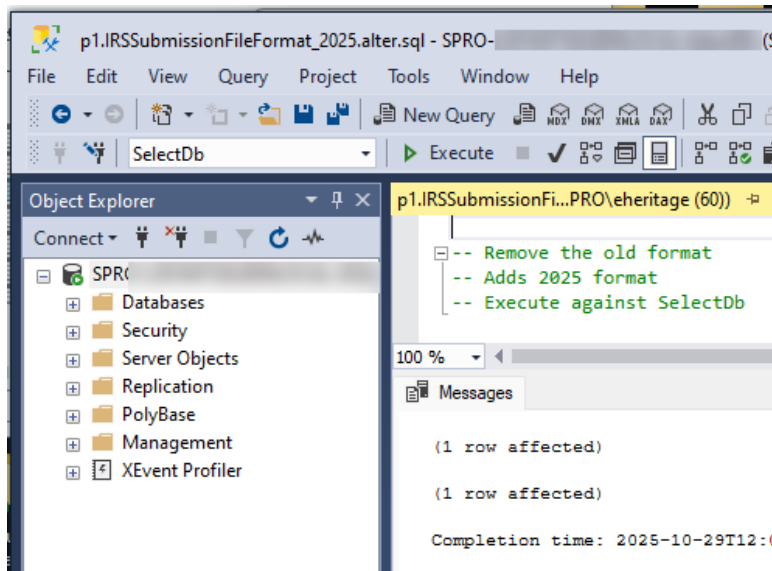 p1.IRSSubmissionFileFormat_2025.alter.sql - SPRO- (S
File Edit View Query Project Tools Window Help
New Query MDX DMX XMLA DAX
SelectDb Execute
Object Explorer
Connect
SPRO
Databases
Security
Server Objects
Replication
PolyBase
Management
XEvent Profiler
p1.IRSSubmissionFi...PRO\eheritage (60))
-- Remove the old format
-- Adds 2025 format
-- Execute against SelectDb
100 %
Messages
(1 row affected)
(1 row affected)
Completion time: 2025-10-29T12: